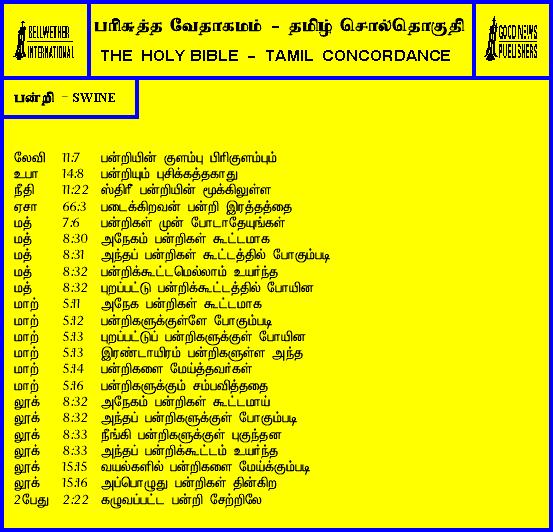 BELLWETHER
INTERNATIONAL
பரிசுத்த வேதாகமம் - தமிழ் சொல்தொகுதி
THE HOLY BIBLE - TAMIL CONCORDANCE
GOOD NEWS
PUBLISHERS
பன்றி - SWINE
லேவி 11:7 பன்றியின் குளம்பு பிரிகுளம்பும்
உபா 14:8 பன்றியும் புசிக்கத்தகாது
நீதி 11:22 ஸ்திரீ பன்றியின் மூக்கிலுள்ள
ஏசா 66:3 படைக்கிறவன் பன்றி இரத்தத்தை
மத் 7:6 பன்றிகள் முன் போடாதேயுங்கள்
மத் 8:30 அநேகம் பன்றிகள் கூட்டமாக
மத் 8:31 அந்தப் பன்றிகள் கூட்டத்தில் போகும்படி
மத் 8:32 பன்றிக்கூட்டமெல்லாம் உயர்ந்த
மத் 8:32 புறப்பட்டு பன்றிக்கூட்டத்தில் போயின
மாற் 5:11 அநேக பன்றிகள் கூட்டமாக
மாற் 5:12 பன்றிகளுக்குள்ளே போகும்படி
மாற் 5:13 புறப்பட்டுப் பன்றிகளுக்குள் போயின
மாற் 5:13 இரண்டாயிரம் பன்றிகளுள்ள அந்த
மாற் 5:14 பன்றிகளை மேய்த்தவர்கள்
மாற் 5:16 பன்றிகளுக்கும் சம்பவித்ததை
லூக் 8:32 அநேகம் பன்றிகள் கூட்டமாய்
லூக் 8:32 அந்தப் பன்றிகளுக்குள் போகும்படி
லூக் 8:33 நீங்கி பன்றிகளுக்குள் புகுந்தன
லூக் 8:33 அந்தப் பன்றிக்கூட்டம் உயர்ந்த
லூக் 15:15 வயல்களில் பன்றிகளை மேய்க்கும்படி
லூக் 15:16 அப்பொழுது பன்றிகள் தின்கிற
2பேது 2:22 கழுவப்பட்ட பன்றி சேற்றிலே